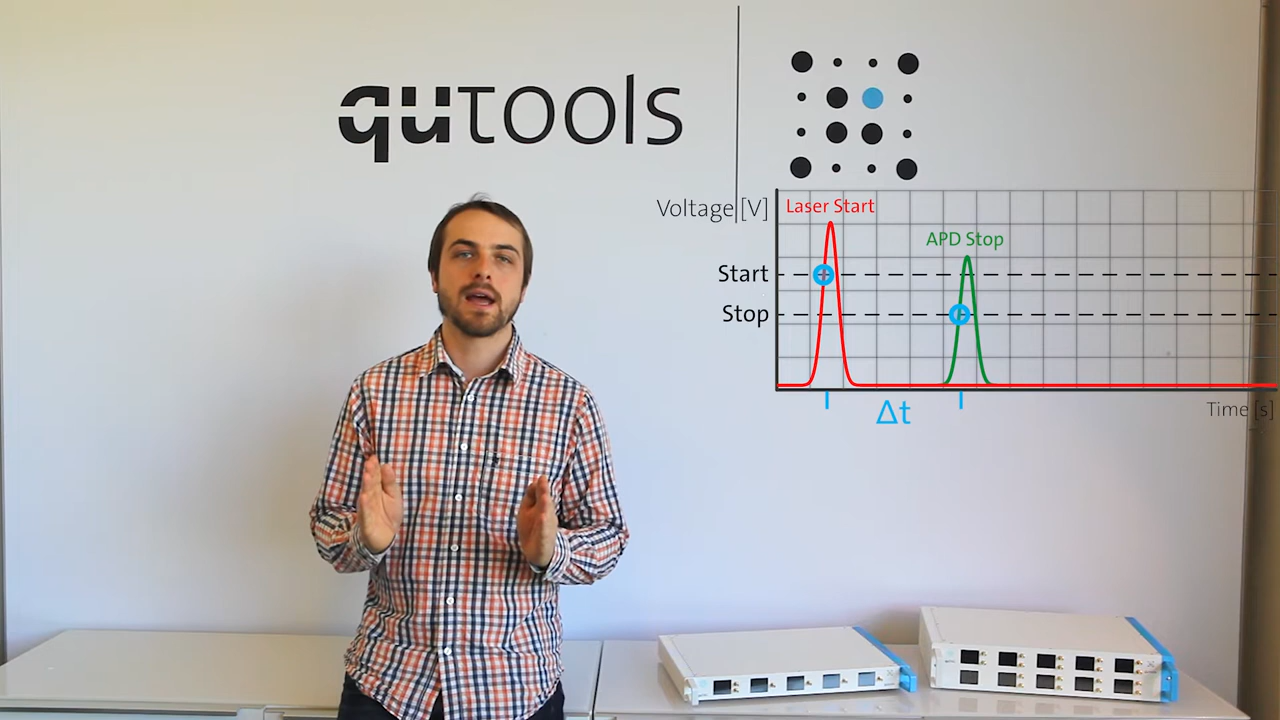 qutools
Voltage [V]
Laser Start
APD Stop
Start
Stop
Δt
Time [s]